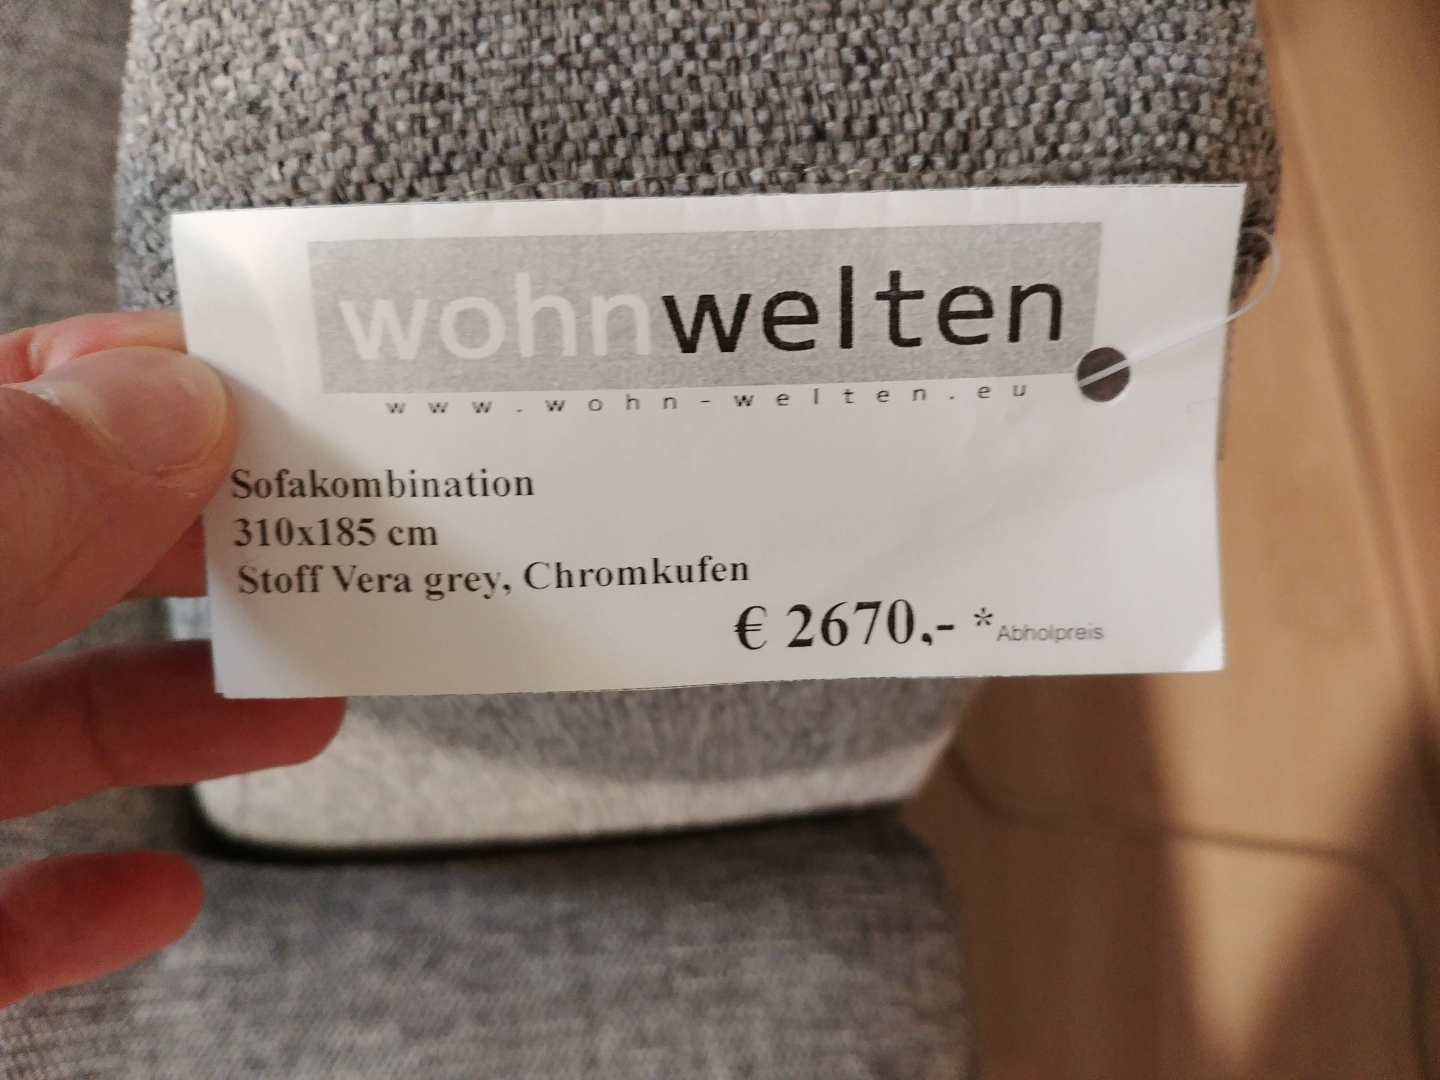 wohnwelten
www.wohn-welten.eu
Sofakombination
310x185 cm
Stoff Vera grey, Chromkufen
€ 2670,- *Abholpreis